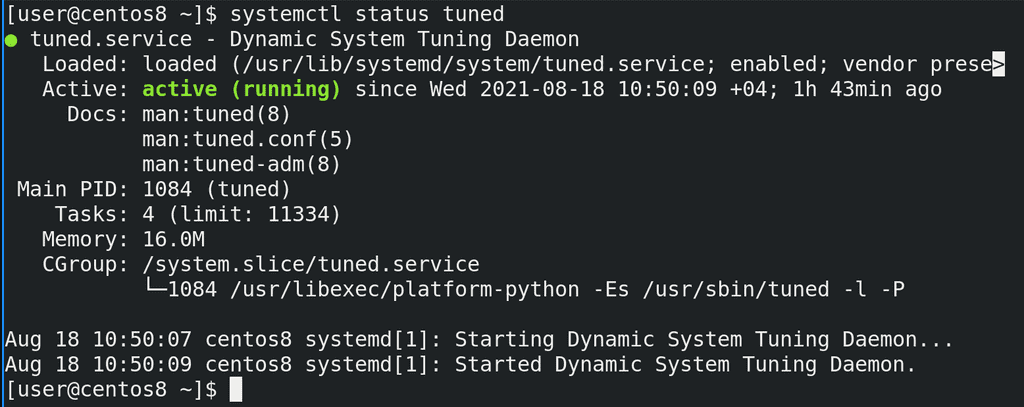 [user@centos8 ~]$ systemctl status tuned
● tuned.service - Dynamic System Tuning Daemon
   Loaded: loaded (/usr/lib/systemd/system/tuned.service; enabled; vendor prese>
   Active: active (running) since Wed 2021-08-18 10:50:09 +04; 1h 43min ago
     Docs: man:tuned(8)
           man:tuned.conf(5)
           man:tuned-adm(8)
 Main PID: 1084 (tuned)
    Tasks: 4 (limit: 11334)
   Memory: 16.0M
   CGroup: /system.slice/tuned.service
           └─1084 /usr/libexec/platform-python -Es /usr/sbin/tuned -l -P

Aug 18 10:50:07 centos8 systemd[1]: Starting Dynamic System Tuning Daemon...
Aug 18 10:50:09 centos8 systemd[1]: Started Dynamic System Tuning Daemon.
[user@centos8 ~]$